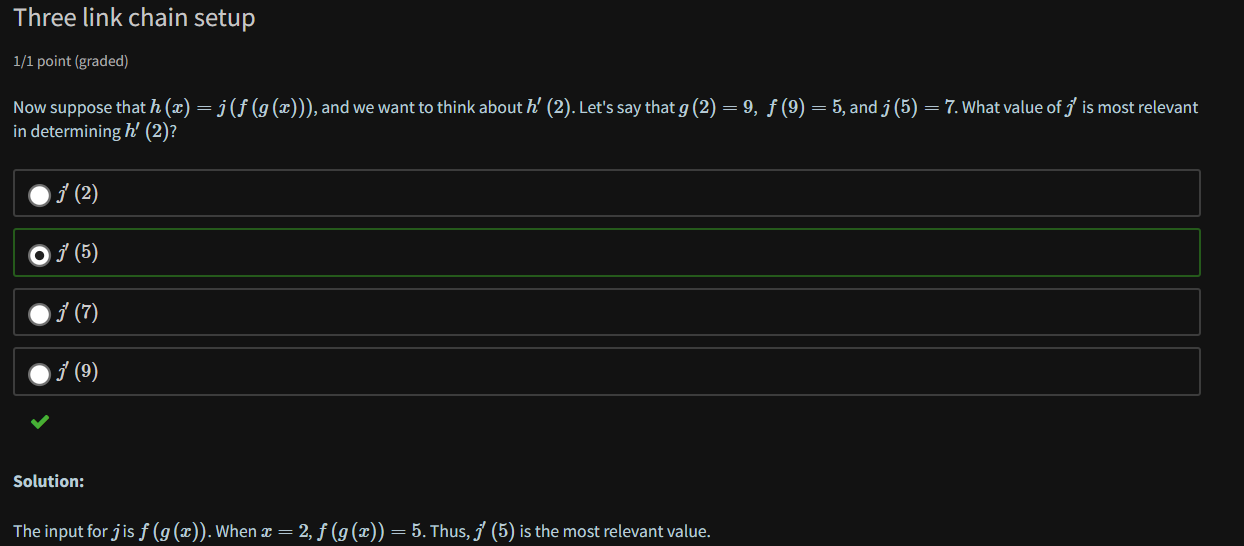 Three link chain setup
1/1 point (graded)
Now suppose that h (x) = j (f (g (x))), and we want to think about h′ (2). Let's say that g (2) = 9, f (9) = 5, and j (5) = 7. What value of j′ is most relevant
in determining h′ (2)?
j′ (2)
j′ (5)
j′ (7)
j′ (9)
Solution:
The input for j is f (g (x)). When x = 2, f (g (x)) = 5. Thus, j′ (5) is the most relevant value.